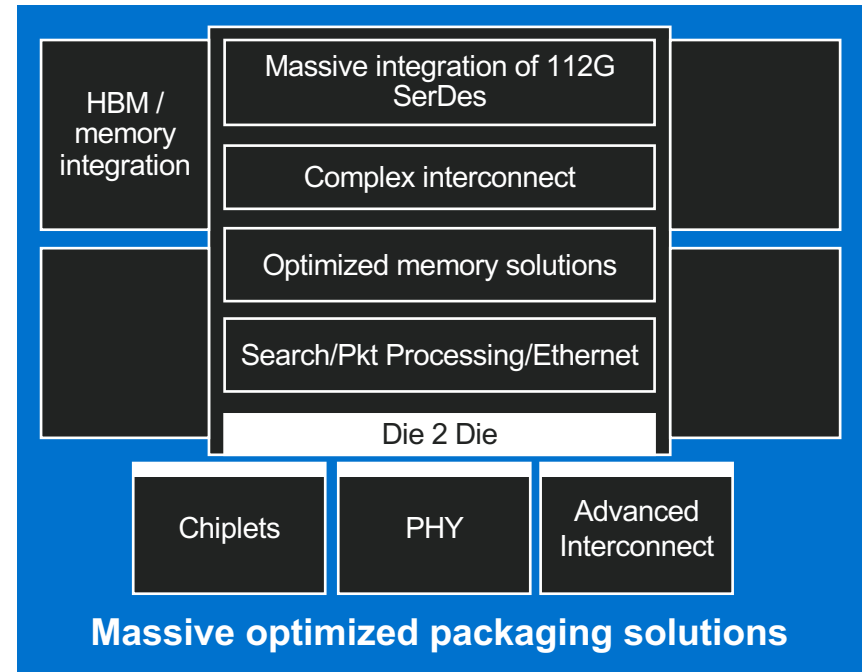 HBM /
memory
integration
Massive integration of 112G
SerDes
Complex interconnect
Optimized memory solutions
Search/Pkt Processing/Ethernet
Die 2 Die
Chiplets
PHY
Advanced
Interconnect
Massive optimized packaging solutions